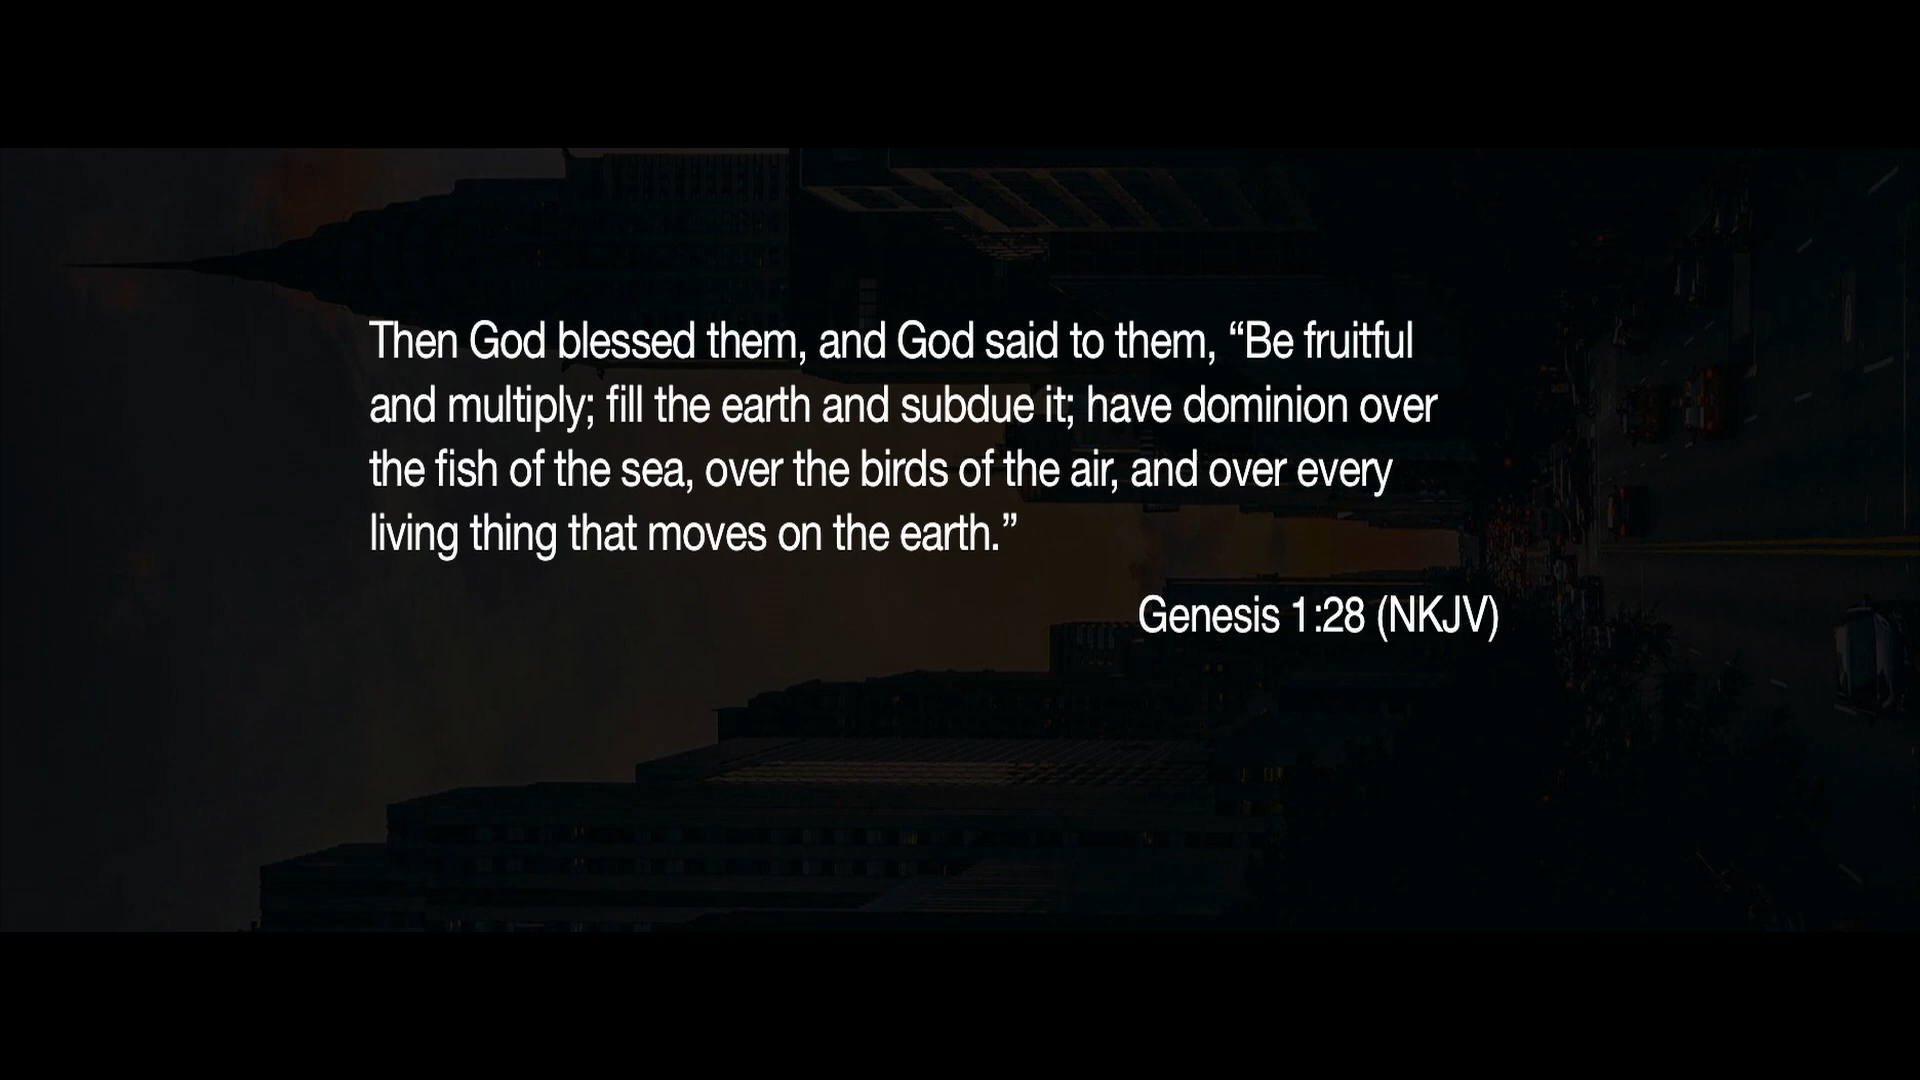 Then God blessed them, and God said to them, “Be fruitful
and multiply; fill the earth and subdue it; have dominion over
the fish of the sea, over the birds of the air, and over every
living thing that moves on the earth.”
Genesis 1:28 (NKJV)